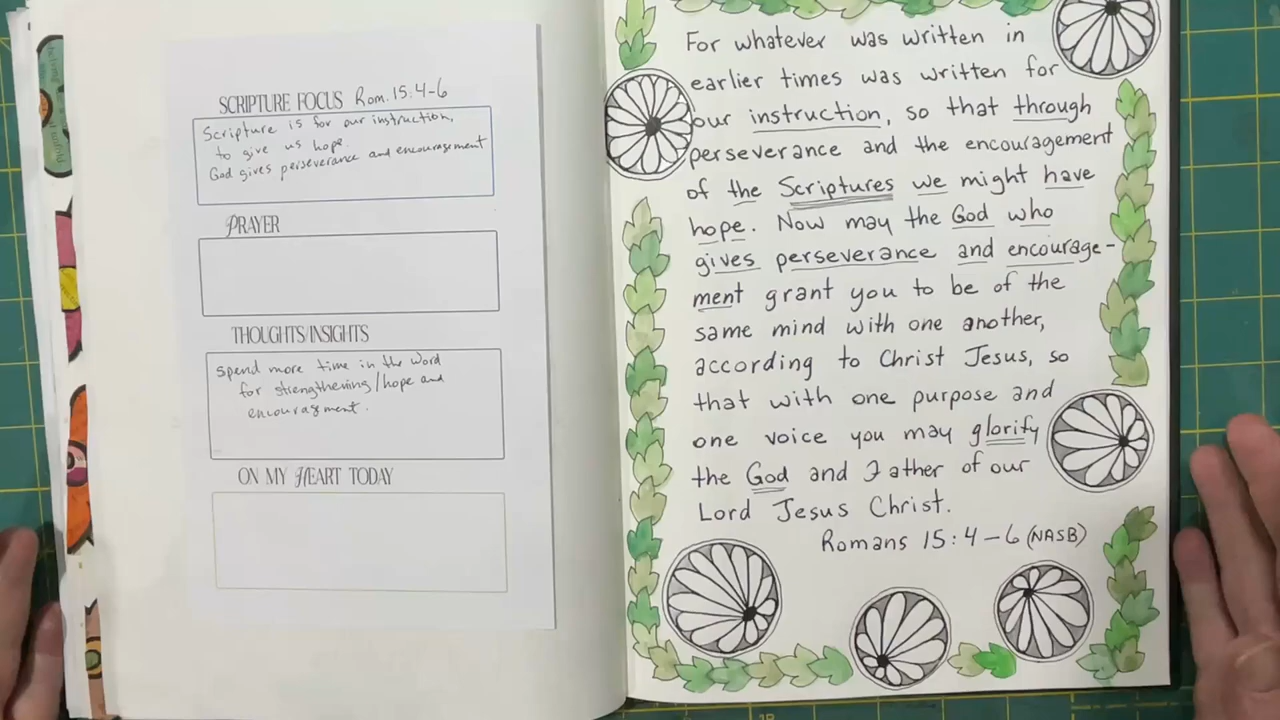 SCRIPTURE FOCUS Rom. 15:4-6
Scripture is for our instruction,
to give us hope.
God gives perseverance and encouragement
PRAYER
THOUGHTS/INSIGHTS
spend more time in the Word
for strengthening/hope and
encouragment.
ON MY HEART TODAY
For whatever was written in
earlier times was written for
our instruction, so that through
perseverance and the encouragement
of the Scriptures we might have
hope. Now may the God who
gives perseverance and encourage-
ment grant you to be of the
same mind with one another,
according to Christ Jesus, so
that with one purpose and
one voice you may glorify
the God and Father of our
Lord Jesus Christ.
Romans 15:4-6 (NASB)